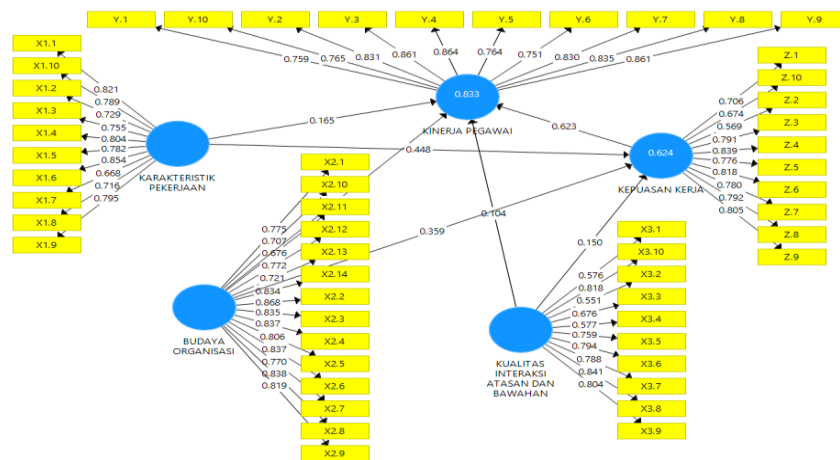 Y.1
Y.10
Y.2
Y.3
Y.4
Y.5
Y.6
Y.7
Y.8
Y.9
0.759
0.765
0.831
0.861
0.864
0.764
0.751
0.830
0.835
0.861
X1.1
X1.10
X1.2
X1.3
X1.4
X1.5
X1.6
X1.7
X1.8
X1.9
0.821
0.789
0.729
0.755
0.804
0.782
0.854
0.668
0.716
0.795
KARAKTERISTIK
PEKERJAAN
0.833
KINERJA PEGAWAI
0.165
0.448
0.623
0.624
KEPUASAN KERJA
0.706
0.674
0.569
0.791
0.839
0.776
0.818
0.780
0.792
0.805
Z.1
Z.10
Z.2
Z.3
Z.4
Z.5
Z.6
Z.7
Z.8
Z.9
0.104
0.359
0.150
X2.1
X2.10
X2.11
X2.12
X2.13
X2.14
X2.2
X2.3
X2.4
X2.5
X2.6
X2.7
X2.8
X2.9
0.775
0.707
0.676
0.772
0.721
0.834
0.868
0.835
0.837
0.806
0.837
0.770
0.838
0.819
BUDAYA
ORGANISASI
X3.1
X3.10
X3.2
X3.3
X3.4
X3.5
X3.6
X3.7
X3.8
X3.9
0.576
0.818
0.551
0.676
0.577
0.759
0.794
0.788
0.841
0.804
KUALITAS
INTERAKSI
ATASAN DAN
BAWAHAN